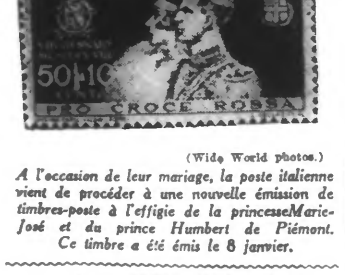 50+10
PRO CROCE ROSSA
(Wide World photos.)
A l'occasion de leur mariage, la poste italienne
vient de procéder à une nouvelle émission de
timbres-poste à l'effigie de la princesseMarie-
José et du prince Humbert de Piémont.
Ce timbre a été émis le 8 janvier.